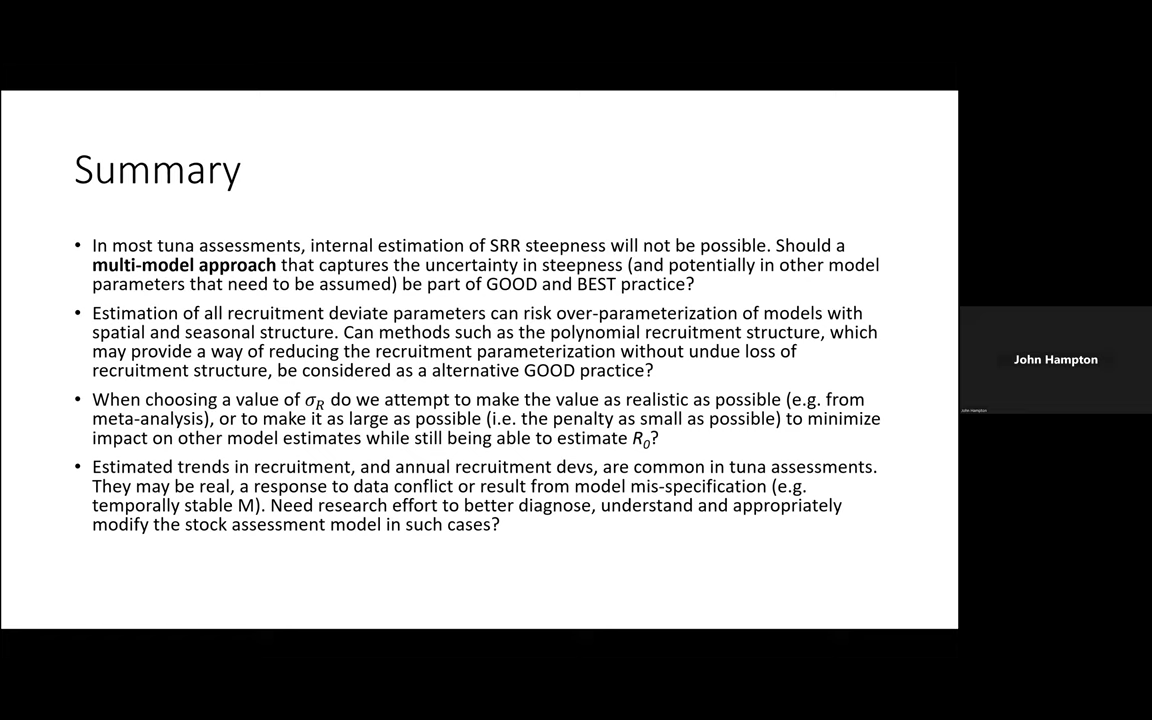 Summary
• In most tuna assessments, internal estimation of SRR steepness will not be possible. Should a
multi-model approach that captures the uncertainty in steepness (and potentially in other model
parameters that need to be assumed) be part of GOOD and BEST practice?
• Estimation of all recruitment deviate parameters can risk over-parameterization of models with
spatial and seasonal structure. Can methods such as the polynomial recruitment structure, which
may provide a way of reducing the recruitment parameterization without undue loss of
recruitment structure, be considered as a alternative GOOD practice?
• When choosing a value of σR do we attempt to make the value as realistic as possible (e.g. from
meta-analysis), or to make it as large as possible (i.e. the penalty as small as possible) to minimize
impact on other model estimates while still being able to estimate R0?
• Estimated trends in recruitment, and annual recruitment devs, are common in tuna assessments.
They may be real, a response to data conflict or result from model mis-specification (e.g.
temporally stable M). Need research effort to better diagnose, understand and appropriately
modify the stock assessment model in such cases?
John Hampton
John Hampton